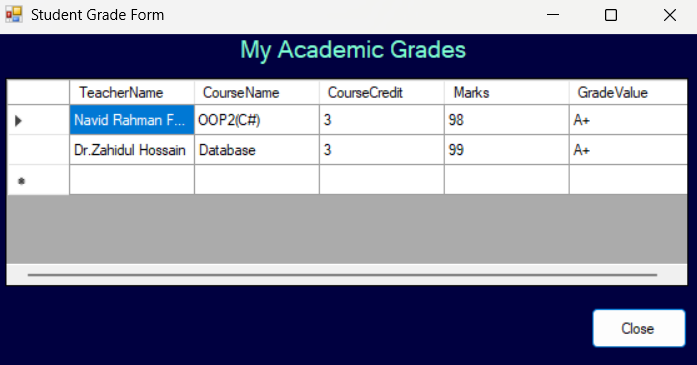 Student Grade Form
My Academic Grades
TeacherName CourseName CourseCredit Marks GradeValue
Navid Rahman F... OOP2(C#) 3 98 A+
Dr.Zahidul Hossain Database 3 99 A+
Close